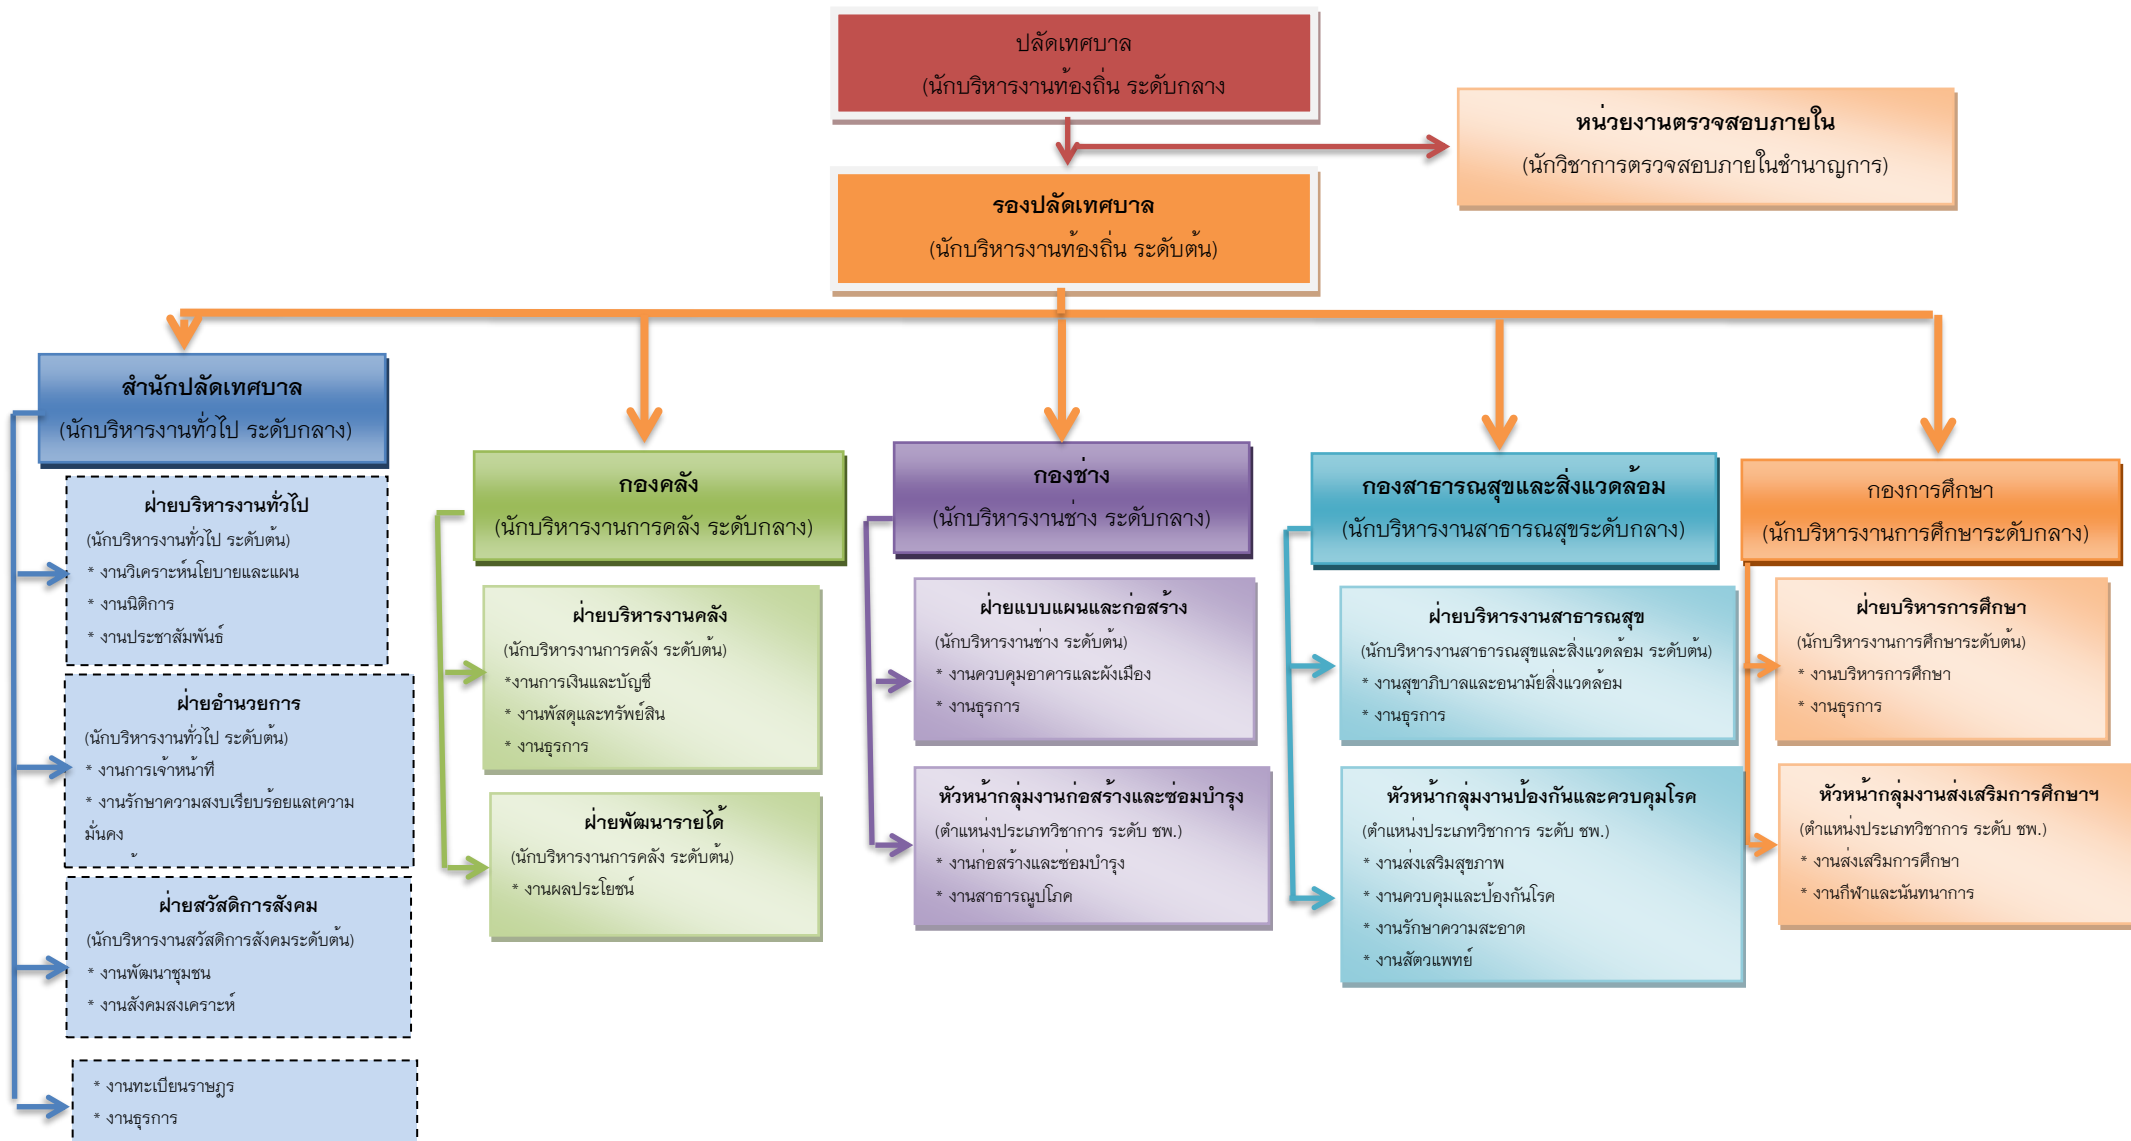 ปลัดเทศบาล
(นักบริหารงานท้องถิ่น ระดับกลาง
หน่วยงานตรวจสอบภายใน
(นักวิชาการตรวจสอบภายในชำนาญการ)
รองปลัดเทศบาล
(นักบริหารงานท้องถิ่น ระดับต้น)
สำนักปลัดเทศบาล
(นักบริหารงานทั่วไป ระดับกลาง)
ฝ่ายบริหารงานทั่วไป
(นักบริหารงานทั่วไป ระดับต้น)
* งานวิเคราะห์นโยบายและแผน
* งานนิติการ
* งานประชาสัมพันธ์
ฝ่ายอำนวยการ
(นักบริหารงานทั่วไป ระดับต้น)
* งานการเจ้าหน้าที่
* งานรักษาความสงบเรียบร้อยและความ
มั่นคง
ฝ่ายสวัสดิการสังคม
(นักบริหารงานสวัสดิการสังคมระดับต้น)
* งานพัฒนาชุมชน
* งานสังคมสงเคราะห์
* งานทะเบียนราษฎร
* งานธุรการ
กองคลัง
(นักบริหารงานการคลัง ระดับกลาง)
ฝ่ายบริหารงานคลัง
(นักบริหารงานการคลัง ระดับต้น)
*งานการเงินและบัญชี
* งานพัสดุและทรัพย์สิน
* งานธุรการ
ฝ่ายพัฒนารายได้
(นักบริหารงานการคลัง ระดับต้น)
* งานผลประโยชน์
กองช่าง
(นักบริหารงานช่าง ระดับกลาง)
ฝ่ายแบบแผนและก่อสร้าง
(นักบริหารงานช่าง ระดับต้น)
* งานควบคุมอาคารและผังเมือง
* งานธุรการ
หัวหน้ากลุ่มงานก่อสร้างและซ่อมบำรุง
(ตำแหน่งประเภทวิชาการ ระดับ ชพ.)
* งานก่อสร้างและซ่อมบำรุง
* งานสาธารณูปโภค
กองสาธารณสุขและสิ่งแวดล้อม
(นักบริหารงานสาธารณสุขระดับกลาง)
ฝ่ายบริหารงานสาธารณสุข
(นักบริหารงานสาธารณสุขและสิ่งแวดล้อม ระดับต้น)
* งานสุขาภิบาลและอนามัยสิ่งแวดล้อม
* งานธุรการ
หัวหน้ากลุ่มงานป้องกันและควบคุมโรค
(ตำแหน่งประเภทวิชาการ ระดับ ชพ.)
* งานส่งเสริมสุขภาพ
* งานควบคุมและป้องกันโรค
* งานรักษาความสะอาด
* งานสัตวแพทย์
กองการศึกษา
(นักบริหารงานการศึกษาระดับกลาง)
ฝ่ายบริหารการศึกษา
(นักบริหารงานการศึกษาระดับต้น)
* งานบริหารการศึกษา
* งานธุรการ
หัวหน้ากลุ่มงานส่งเสริมการศึกษาฯ
(ตำแหน่งประเภทวิชาการ ระดับ ชพ.)
* งานส่งเสริมการศึกษา
* งานกีฬาและนันทนาการ